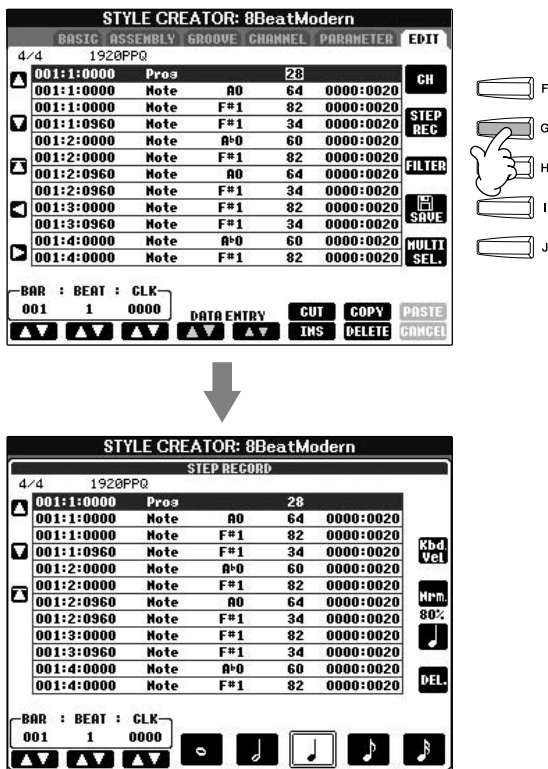 STYLE CREATOR: 8BeatModern
BASIC ASSEMBLY GROOVE CHANNEL PARAMETER EDIT
4/4 1920PPQ
001:1:0000 Prog 28
001:1:0000 Note A0 64 0000:0020
001:1:0000 Note F#1 82 0000:0020
001:1:0960 Note F#1 34 0000:0020
001:2:0000 Note A♭0 60 0000:0020
001:2:0000 Note F#1 82 0000:0020
001:2:0960 Note A0 64 0000:0020
001:2:0960 Note F#1 34 0000:0020
001:3:0000 Note F#1 82 0000:0020
001:3:0960 Note F#1 34 0000:0020
001:4:0000 Note A♭0 60 0000:0020
001:4:0000 Note F#1 82 0000:0020
CH
STEP
REC
FILTER
SAVE
MULTI
SEL.
F
G
H
I
J
BAR : BEAT : CLK
001 1 0000
DATA ENTRY
CUT COPY PASTE
INS DELETE CANCEL
STYLE CREATOR: 8BeatModern
STEP RECORD
4/4 1920PPQ
001:1:0000 Prog 28
001:1:0000 Note A0 64 0000:0020
001:1:0000 Note F#1 82 0000:0020
001:1:0960 Note F#1 34 0000:0020
001:2:0000 Note A♭0 60 0000:0020
001:2:0000 Note F#1 82 0000:0020
001:2:0960 Note A0 64 0000:0020
001:2:0960 Note F#1 34 0000:0020
001:3:0000 Note F#1 82 0000:0020
001:3:0960 Note F#1 34 0000:0020
001:4:0000 Note A♭0 60 0000:0020
001:4:0000 Note F#1 82 0000:0020
Kbd.
Vel
Nrm.
80%
DEL.
BAR : BEAT : CLK
001 1 0000